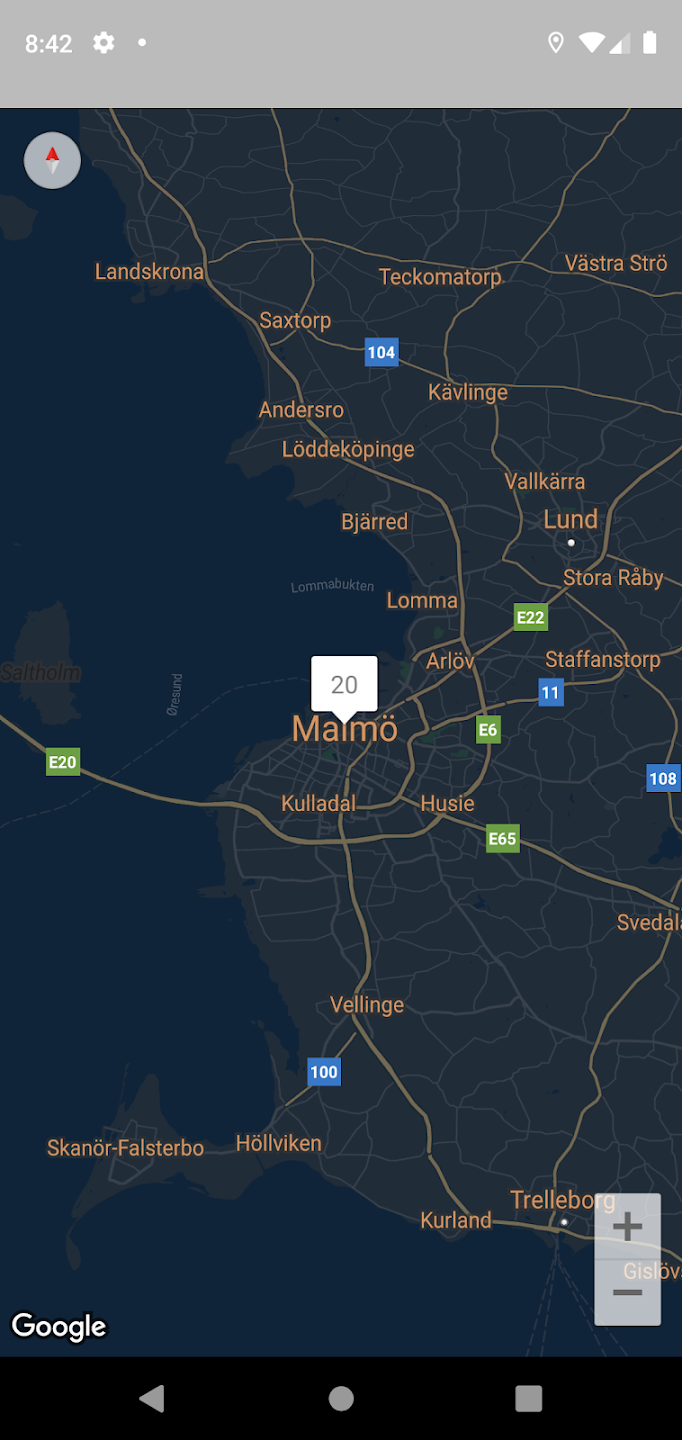 8:42
Västra Strö
Landskrona
Teckomatorp
Saxtorp
104
Kävlinge
Andersro
Löddeköpinge
Vallkärra
Lund
Bjärred
Stora Råby
Lommabukten
Lomma
E22
Arlöv
Staffanstorp
Saltholm
20
11
Øresund
Malmö
E6
E20
108
Kulladal
Husie
E65
Svedala
Vellinge
100
Höllviken
Skanör-Falsterbo
Trelleborg
Kurland
+
Gislövs
−
Google